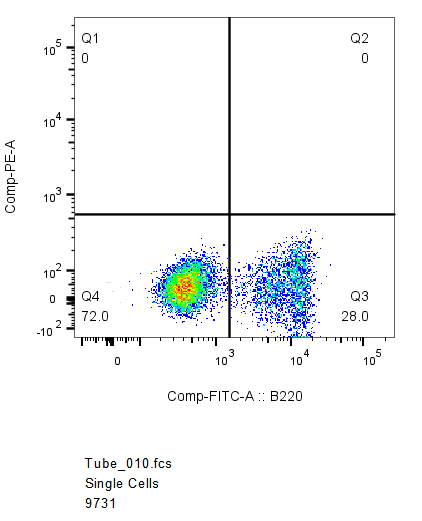 Q1
0
Q2
0
10^5
10^4
10^3
10^2
0
-10^2
Comp-PE-A
Q4
72.0
Q3
28.0
0
10^3
10^4
10^5
Comp-FITC-A :: B220
Tube_010.fcs
Single Cells
9731